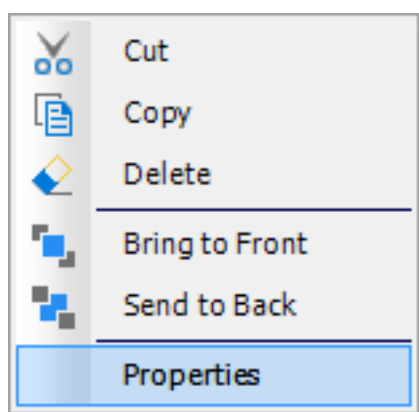 Cut
Copy
Delete
Bring to Front
Send to Back
Properties